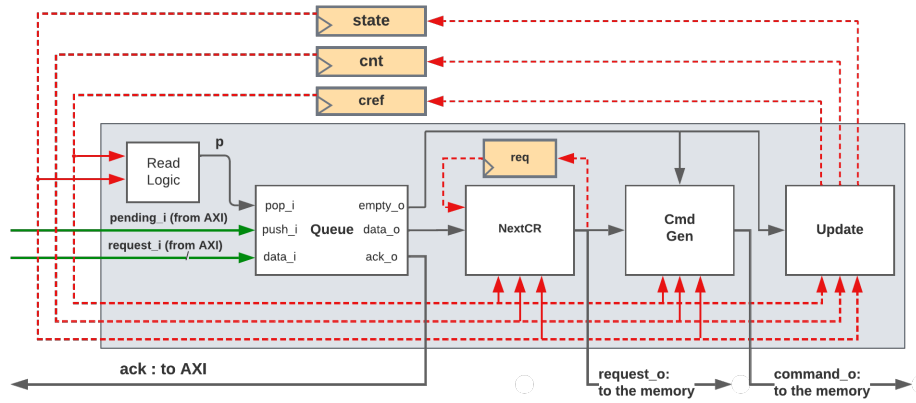 state
cnt
cref
p
req
Read
Logic
pop_i
empty_o
pending_i (from AXI)
push_i
Queue
data_o
request_i (from AXI)
data_i
ack_o
NextCR
Cmd
Gen
Update
ack : to AXI
request_o:
to the memory
command_o:
to the memory